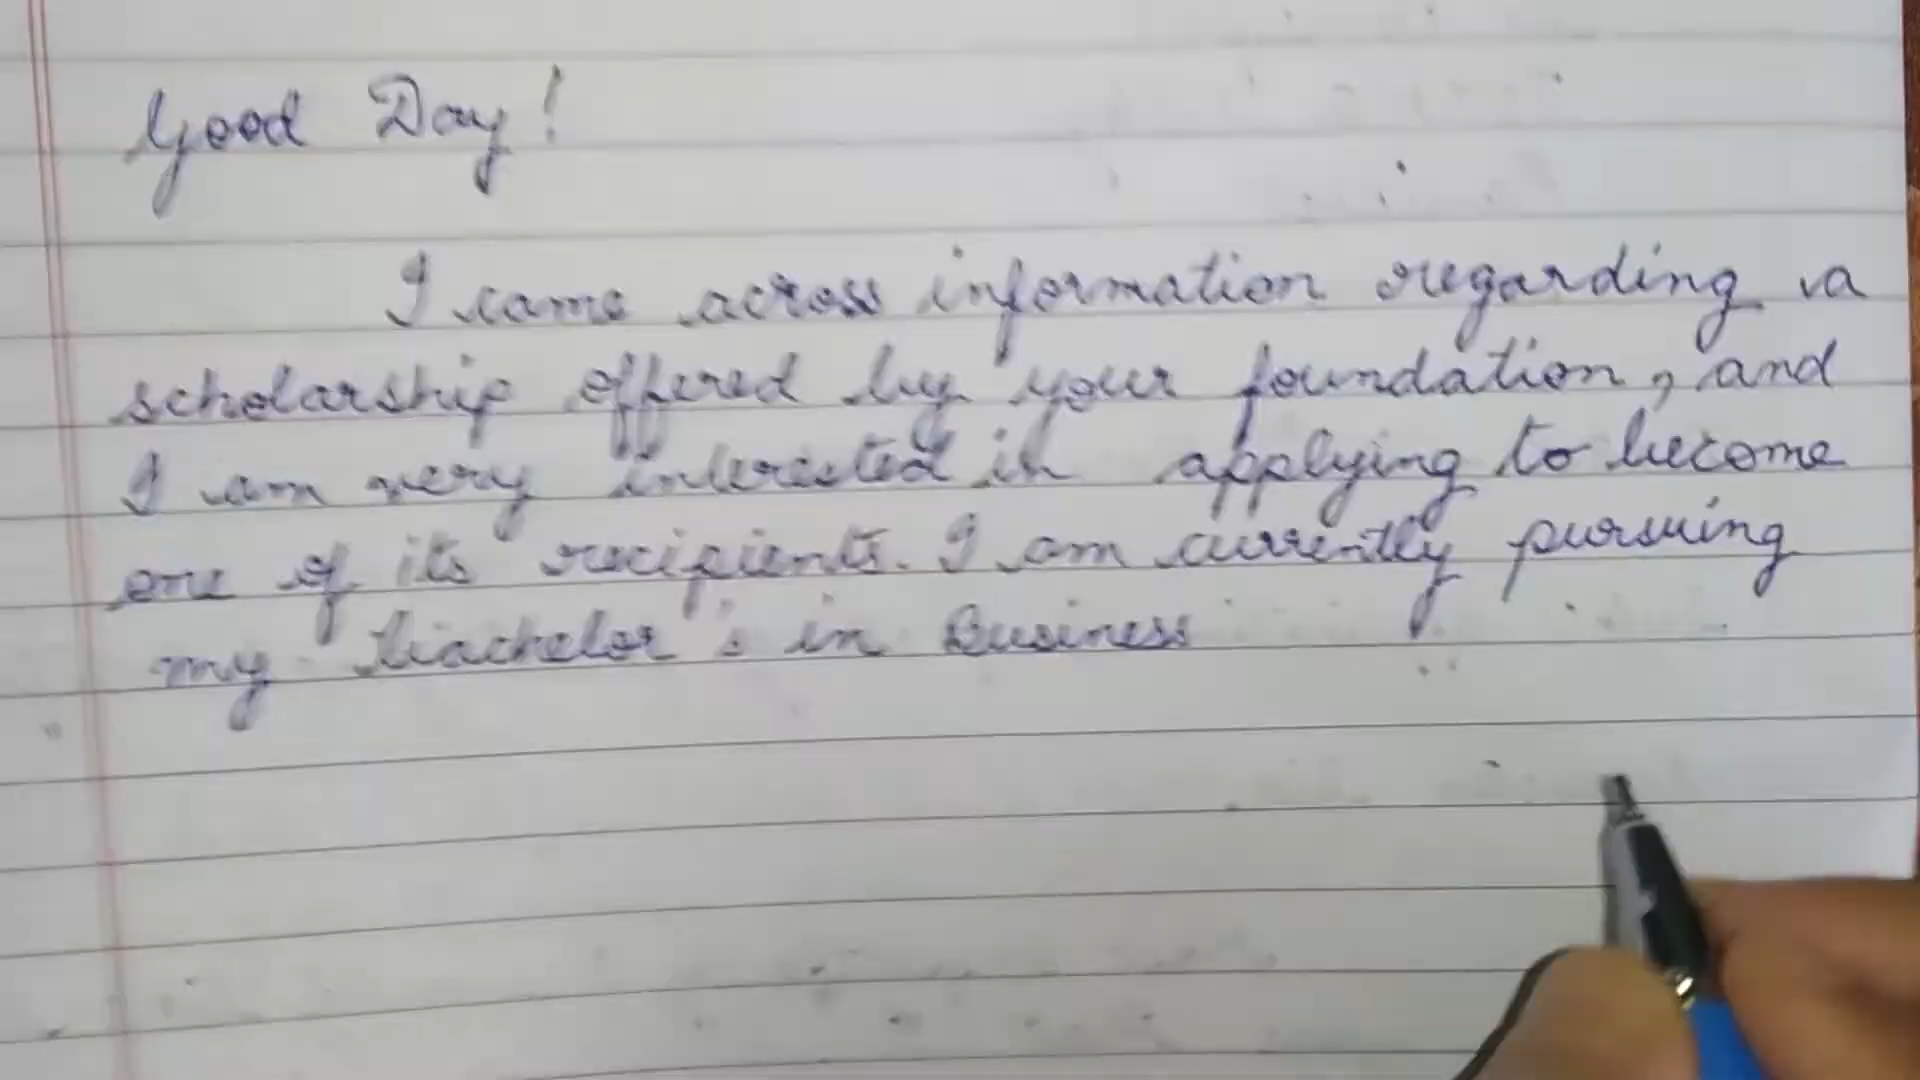 Good Day!
I came across information regarding a
scholarship offered by your foundation, and
I am very interested in applying to become
one of its recipients. I am currently pursuing
my bachelor's in Business